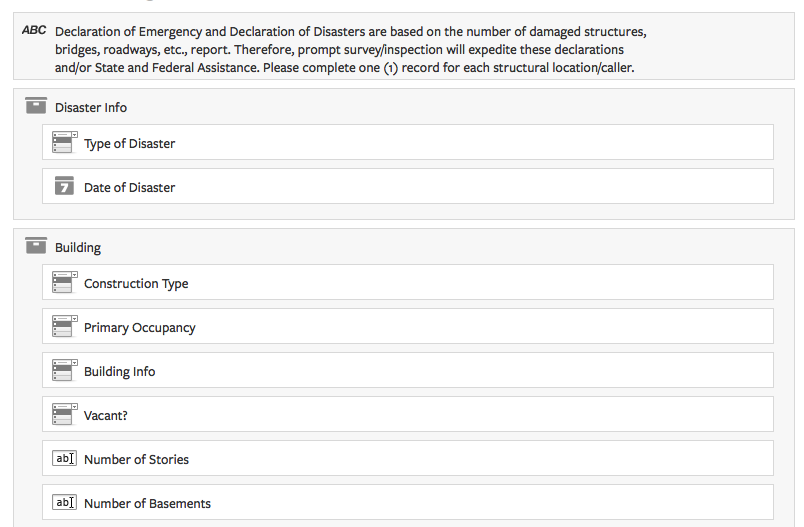 ABC Declaration of Emergency and Declaration of Disasters are based on the number of damaged structures,
bridges, roadways, etc., report. Therefore, prompt survey/inspection will expedite these declarations
and/or State and Federal Assistance. Please complete one (1) record for each structural location/caller.
Disaster Info
Type of Disaster
7 Date of Disaster
Building
Construction Type
Primary Occupancy
Building Info
Vacant?
ab Number of Stories
ab Number of Basements